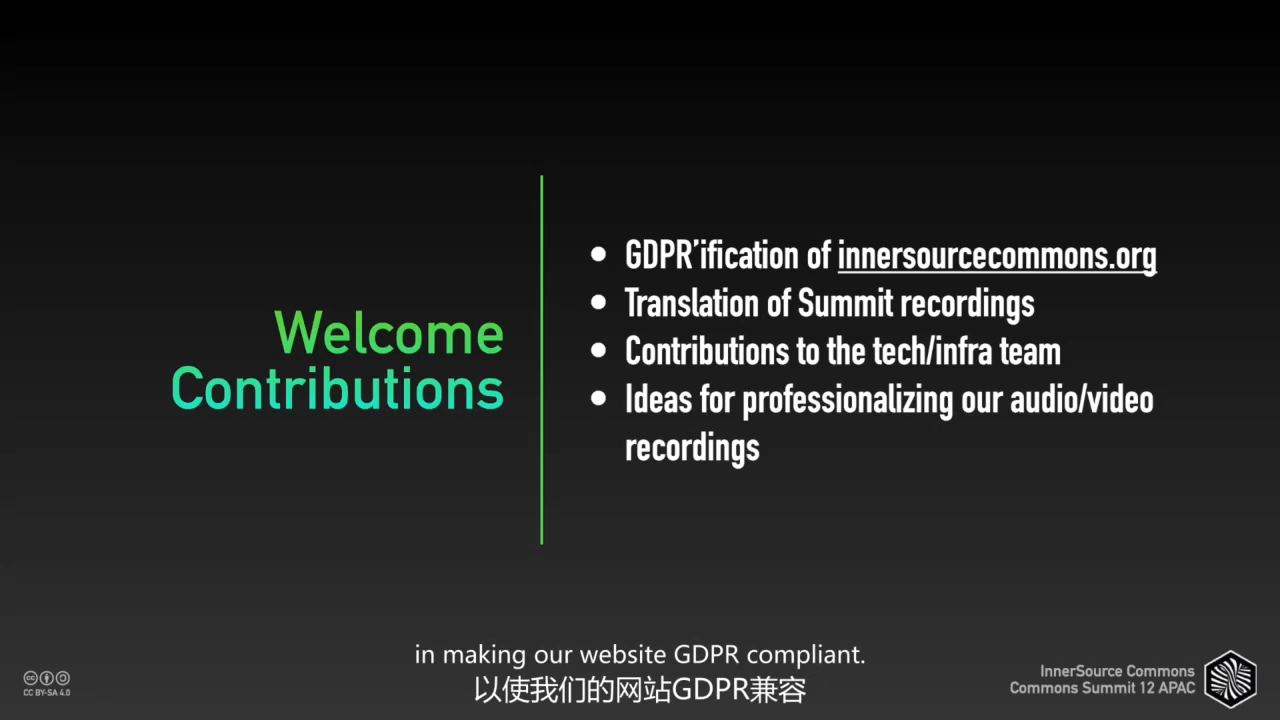 Welcome
Contributions
• GDPR’ification of innersourcecommons.org
• Translation of Summit recordings
• Contributions to the tech/infra team
• Ideas for professionalizing our audio/video
recordings
in making our website GDPR compliant.
以使我们的网站GDPR兼容
CC BY-SA 4.0
InnerSource Commons
Commons Summit 12 APAC